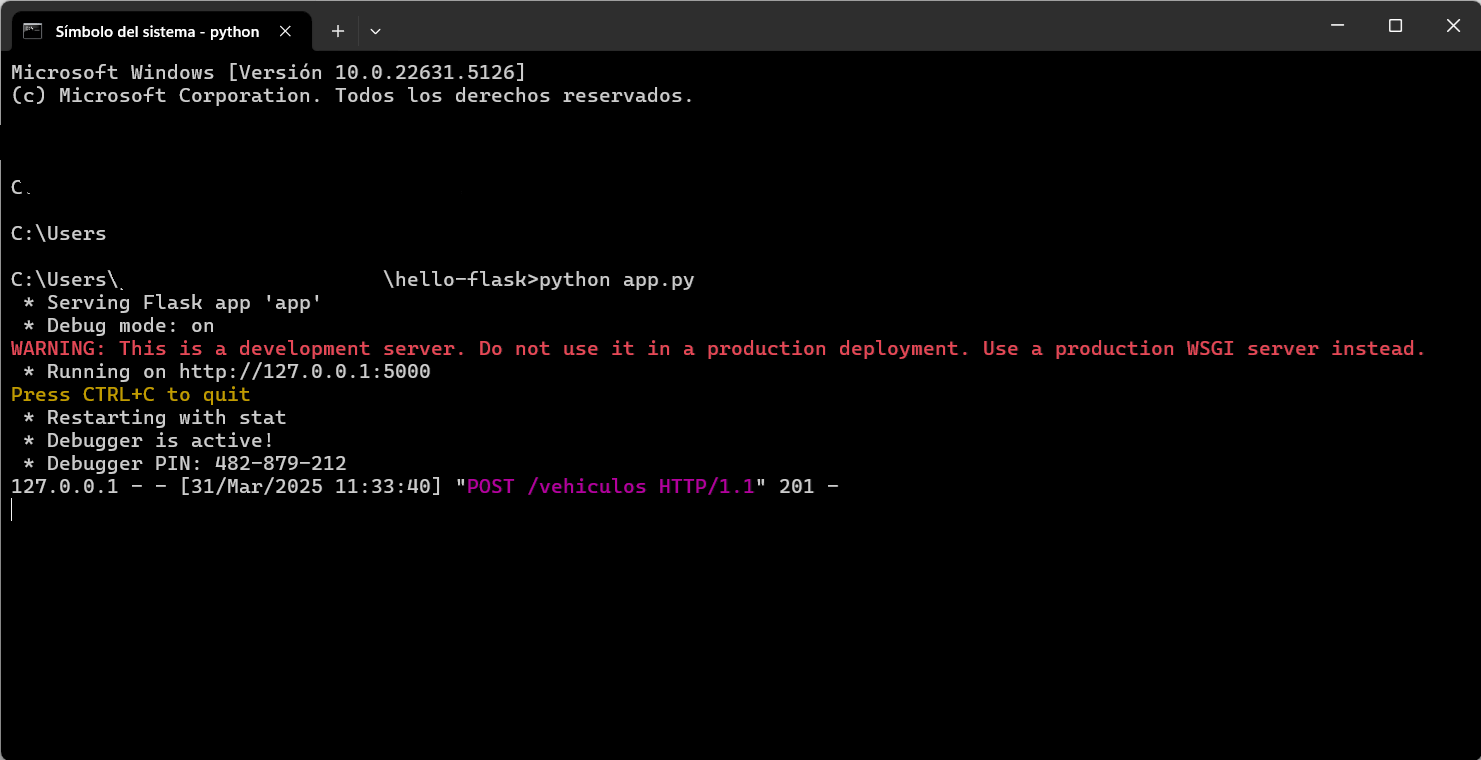 Símbolo del sistema - python
Microsoft Windows [Versión 10.0.22631.5126]
(c) Microsoft Corporation. Todos los derechos reservados.
C
C:\Users
C:\Users\ \hello-flask>python app.py
 * Serving Flask app 'app'
 * Debug mode: on
WARNING: This is a development server. Do not use it in a production deployment. Use a production WSGI server instead.
 * Running on http://127.0.0.1:5000
Press CTRL+C to quit
 * Restarting with stat
 * Debugger is active!
 * Debugger PIN: 482-879-212
127.0.0.1 - - [31/Mar/2025 11:33:40] "POST /vehiculos HTTP/1.1" 201 -